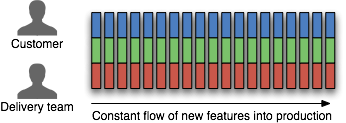 Customer
Delivery team
Constant flow of new features into production